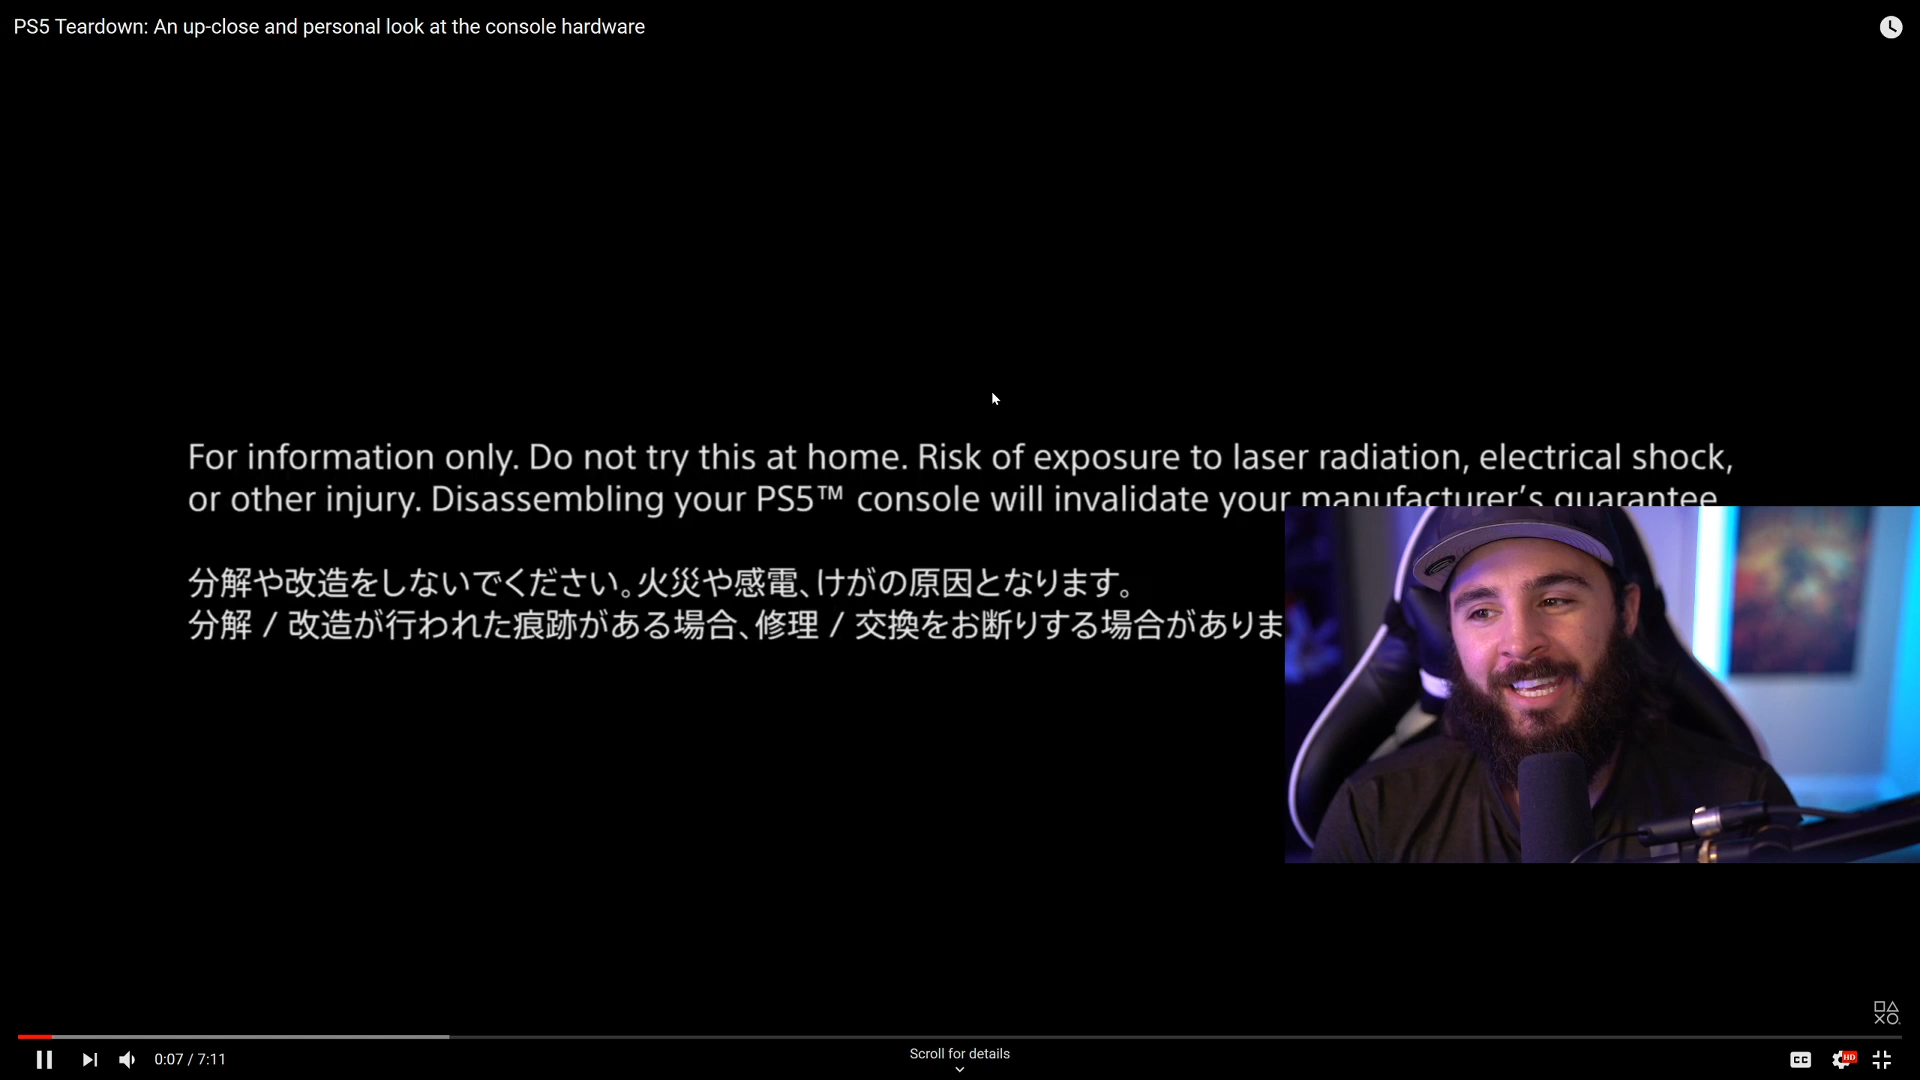 PS5 Teardown: An up-close and personal look at the console hardware
For information only. Do not try this at home. Risk of exposure to laser radiation, electrical shock,
or other injury. Disassembling your PS5™ console will invalidate your manufacturer's guarantee
分解や改造をしないでください。火災や感電、けがの原因となります。
分解 / 改造が行われた痕跡がある場合、修理 / 交換をお断りする場合がありま
0:07 / 7:11
Scroll for details
CC
HD